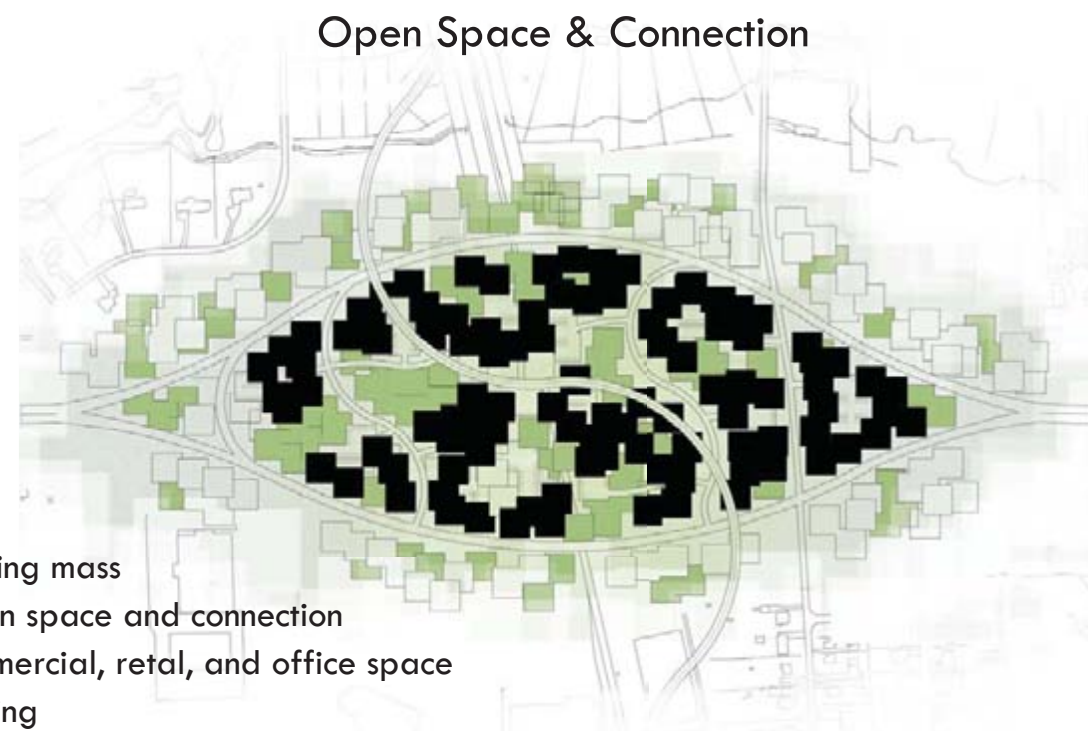 Open Space & Connection
ing mass
n space and connection
mercial, retal, and office space
ng